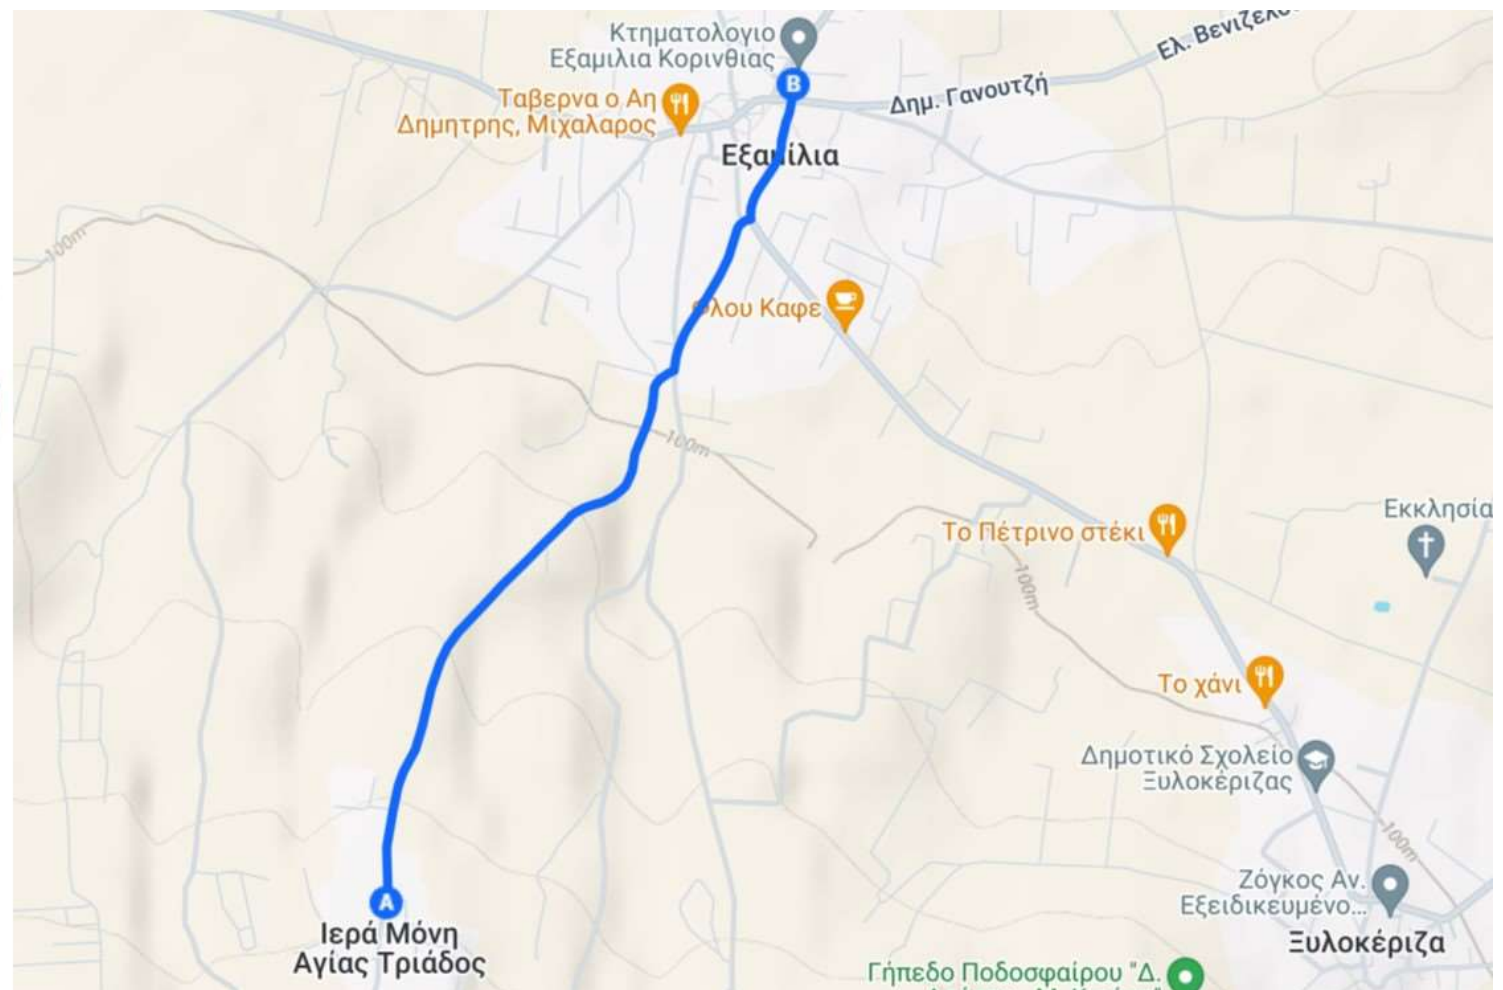 Κτηματολογιο
Εξαμιλια Κορινθιας
Ελ. Βενιζέλο
B
Δημ. Γανουτζή
Ταβερνα ο Αη
Δημητρης, Μιχαλαρος
Εξαμίλια
100m
Φλου Καφε
100m
Εκκλησία
Το Πέτρινο στέκι
100m
Το χάνι
Δημοτικό Σχολείο
Ξυλοκέριζας
100m
Ζόγκος Αν.
Εξειδικευμένο...
A
Ιερά Μόνη
Αγίας Τριάδος
Ξυλοκέριζα
Γήπεδο Ποδοσφαίρου "Δ.